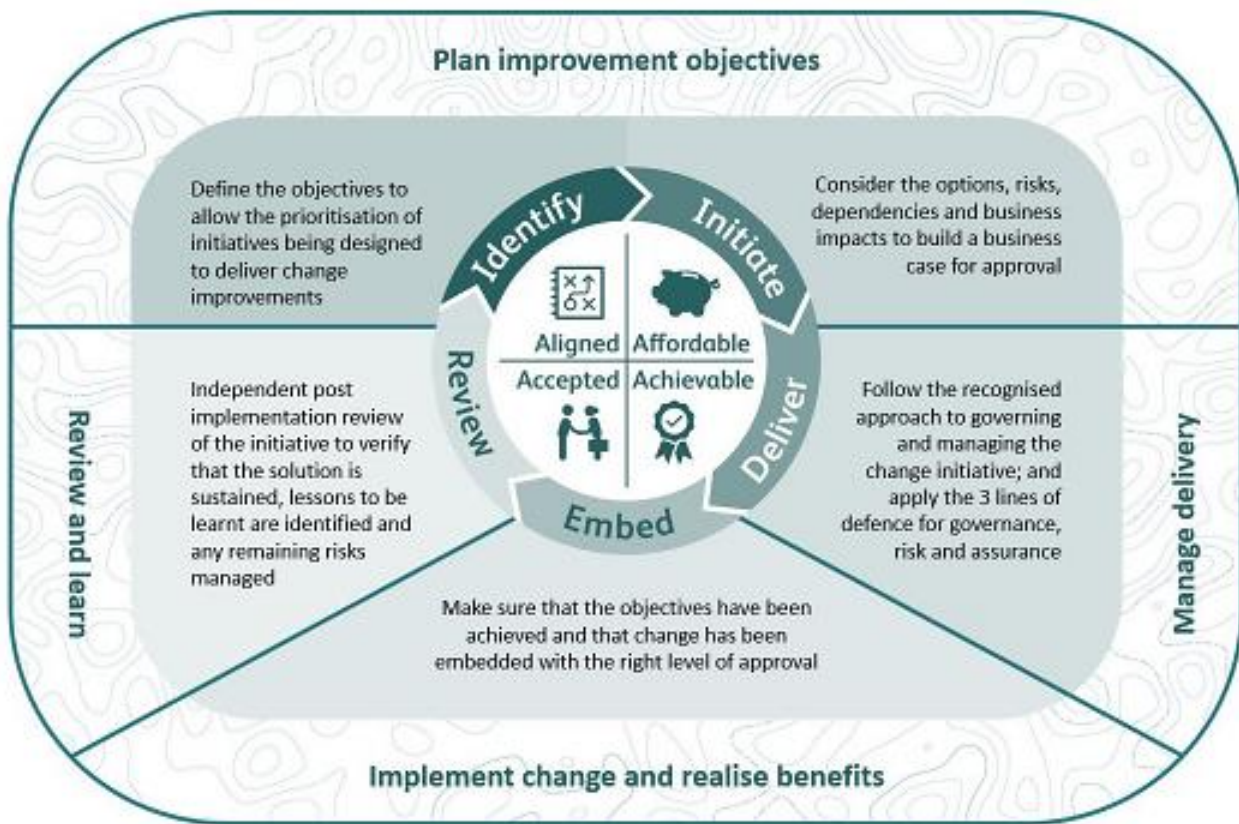 Plan improvement objectives
Define the objectives to
allow the prioritisation of
initiatives being designed
to deliver change
improvements
Consider the options, risks,
dependencies and business
impacts to build a business
case for approval
Identify
Initiate
Deliver
Embed
Review
Aligned
Affordable
Accepted
Achievable
Independent post
implementation review
of the initiative to verify
that the solution is
sustained, lessons to be
learnt are identified and
any remaining risks
managed
Follow the recognised
approach to governing
and managing the
change initiative; and
apply the 3 lines of
defence for governance,
risk and assurance
Review and learn
Manage delivery
Make sure that the objectives have been
achieved and that change has been
embedded with the right level of approval
Implement change and realise benefits